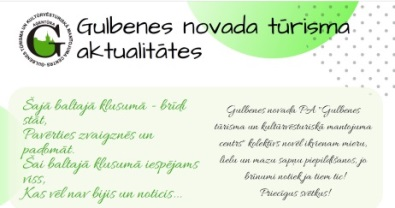 Gulbenes novada tūrisma
aktualitātes
Šajā baltajā klusumā - brīdi
stāt,
Pavērties zvaigznēs un
padomāt.
Šai baltajā klusumā iespējams
viss,
Kas vēl nav bijis un noticis...
Gulbenes novada PA "Gulbenes
tūrisma un kultūrvēsturiskā mantojuma
centrs" kolektīvs novēl ikvienam mieru,
lielu un mazu sapņu piepildīšanos, jo
brīnumi notiek ja tiem tic!
Priecīgus svētkus!